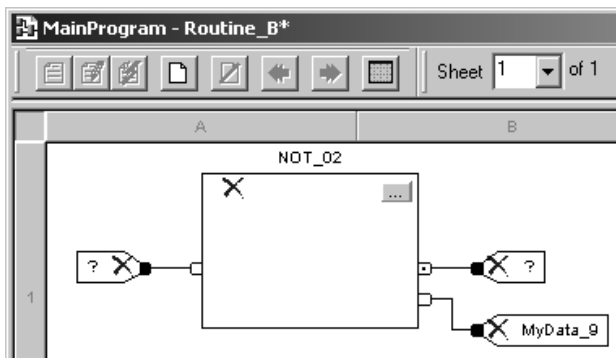 MainProgram - Routine_B*
Sheet 1 of 1
A B
NOT_02
...
? ?
1
MyData_9